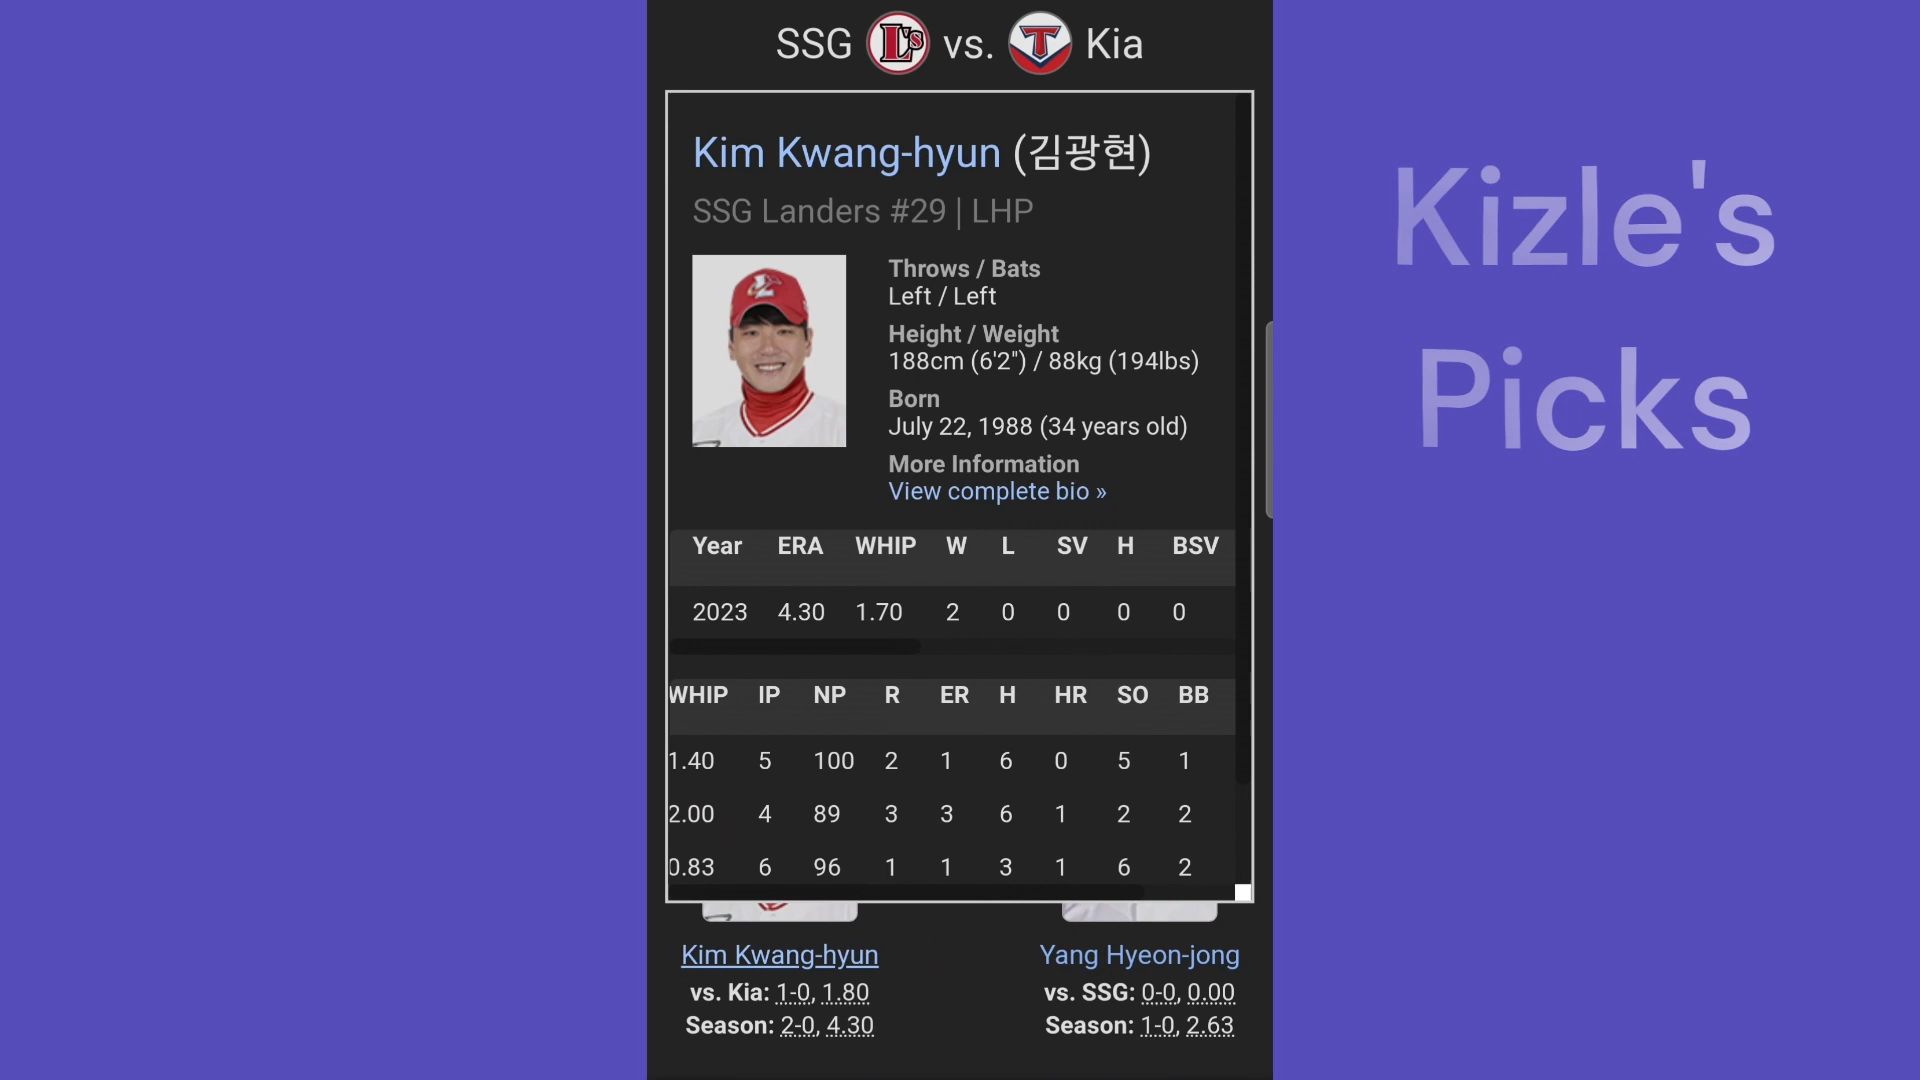 SSG L's vs. T Kia
Kizle's
Picks
Kim Kwang-hyun (김광현)
SSG Landers #29 | LHP
Throws / Bats
Left / Left
Height / Weight
188cm (6'2") / 88kg (194lbs)
Born
July 22, 1988 (34 years old)
More Information
View complete bio »
Year ERA WHIP W L SV H BSV
2023 4.30 1.70 2 0 0 0 0
WHIP IP NP R ER H HR SO BB
1.40 5 100 2 1 6 0 5 1
2.00 4 89 3 3 6 1 2 2
0.83 6 96 1 1 3 1 6 2
Kim Kwang-hyun Yang Hyeon-jong
vs. Kia: 1-0, 1.80 vs. SSG: 0-0, 0.00
Season: 2-0, 4.30 Season: 1-0, 2.63